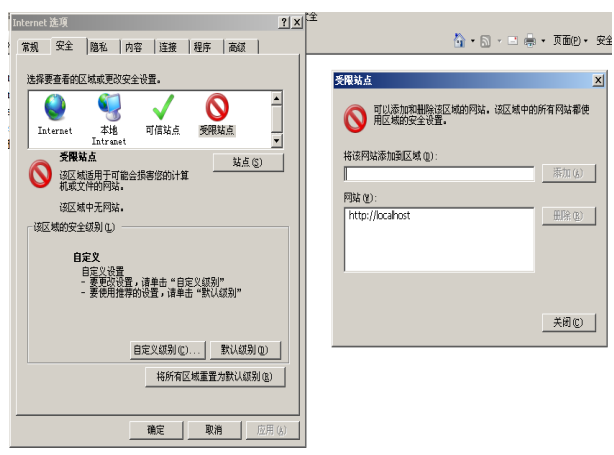 全
Internet 选项
常规 安全 隐私 内容 连接 程序 高级
选择要查看的区域或更改安全设置。
Internet 本地 Intranet 可信站点 受限站点
受限站点
站点(S)
该区域适用于可能会损害您的计算
机或文件的网站。
该区域中无网站。
该区域的安全级别(L)
自定义
自定义设置
- 要更改设置，请单击“自定义级别”
- 要使用推荐的设置，请单击“默认级别”
自定义级别(C)... 默认级别(D)
将所有区域重置为默认级别(R)
确定 取消 应用(A)
页面(P) 安全
受限站点
可以添加和删除该区域的网站。该区域中的所有网站都使
用区域的安全设置。
将该网站添加到区域(D):
添加(A)
网站(W):
http://localhost
删除(R)
关闭(C)